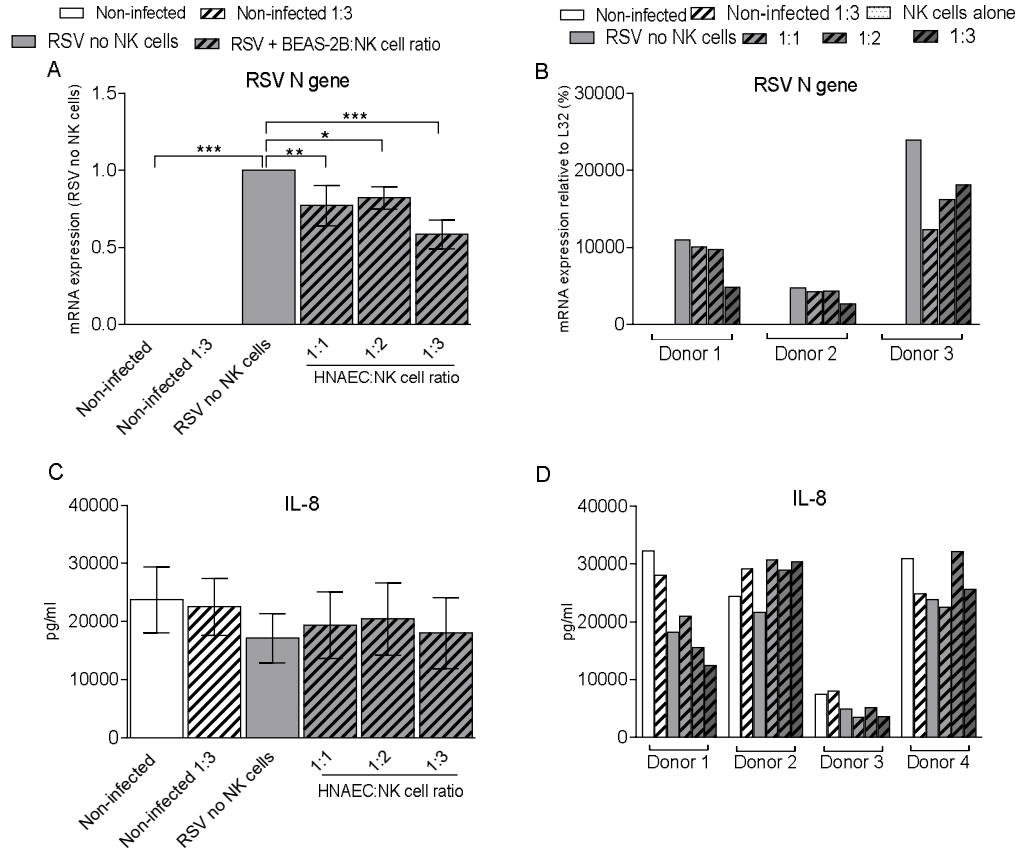 Non-infected Non-infected 1:3
RSV no NK cells RSV + BEAS-2B:NK cell ratio
Non-infected Non-infected 1:3 NK cells alone
RSV no NK cells 1:1 1:2 1:3
A
RSV N gene
mRNA expression (RSV no NK cells)
1.5
1.0
0.5
0.0
***
*
**
***
Non-infected
Non-infected 1:3
RSV no NK cells
1:1
1:2
1:3
HNAEC:NK cell ratio
B
RSV N gene
mRNA expression relative to L32 (%)
30000
20000
10000
0
Donor 1
Donor 2
Donor 3
C
IL-8
pg/ml
40000
30000
20000
10000
0
Non-infected
Non-infected 1:3
RSV no NK cells
1:1
1:2
1:3
HNAEC:NK cell ratio
D
IL-8
pg/ml
40000
30000
20000
10000
0
Donor 1
Donor 2
Donor 3
Donor 4